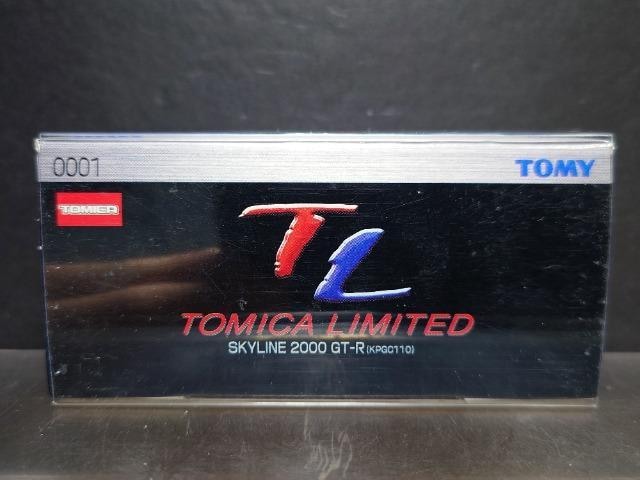 0001 TOMY
TOMICA
TL
TOMICA LIMITED
SKYLINE 2000 GT-R (KPGC110)